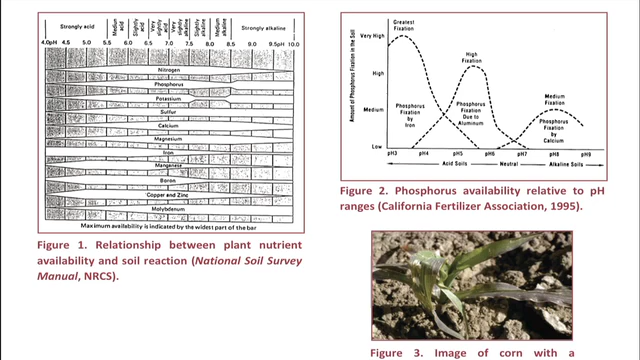 Strongly acid
Medium acid
Slightly acid
Very slightly acid
Very slightly alkaline
Slightly alkaline
Medium alkaline
Strongly alkaline
4.0pH 4.5 5.0 5.5 6.0 6.5 7.0 7.5 8.0 8.5 9.0 9.5pH 10.0
Nitrogen
Phosphorus
Potassium
Sulfur
Calcium
Magnesium
Iron
Manganese
Boron
Copper and Zinc
Molybdenum
Maximum availability is indicated by the widest part of the bar
Figure 1. Relationship between plant nutrient
availability and soil reaction (National Soil Survey
Manual, NRCS).
Amount of Phosphorus Fixation in the Soil
Very High
High
Medium
Low
Greatest
Fixation
High
Fixation
Medium
Fixation
Phosphorus
Fixation
by
Iron
Phosphorus
Fixation
Due to
Aluminum
Phosphorus
Fixation
by
Calcium
pH3 pH4 pH5 pH6 pH7 pH8 pH9
Acid Soils Neutral Alkaline Soils
Figure 2. Phosphorus availability relative to pH
ranges (California Fertilizer Association, 1995).
Figure 3. Image of corn with a